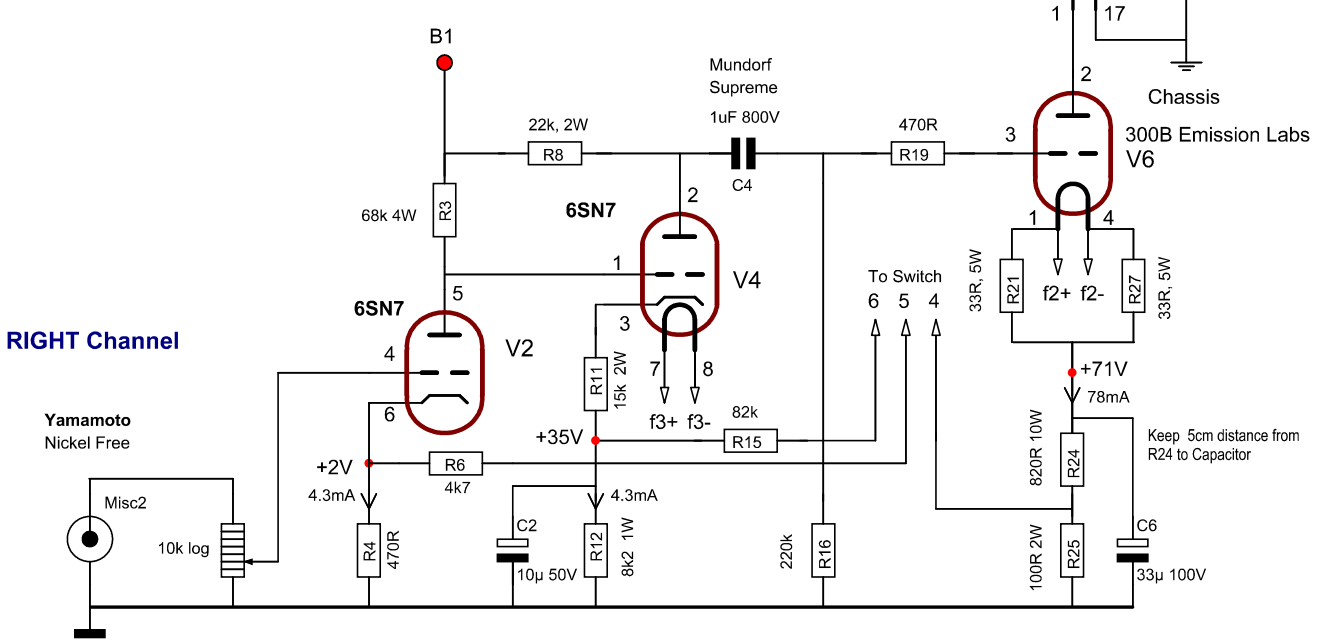 1
17
B1
2
Chassis
Mundorf
Supreme
1uF 800V
C4
22k, 2W
R8
470R
R19
3
300B Emission Labs
V6
68k 4W
R3
6SN7
2
1
V4
3
7
8
f3+
f3-
1
4
33R, 5W
R21
f2+
f2-
R27
33R, 5W
To Switch
6
5
4
6SN7
5
4
V2
6
RIGHT Channel
R11
15k 2W
+71V
78mA
Yamamoto
Nickel Free
+35V
82k
R15
820R 10W
R24
Keep 5cm distance from
R24 to Capacitor
+2V
R6
4k7
4.3mA
4.3mA
Misc2
10k log
R4
470R
C2
10µ 50V
R12
8k2 1W
220k
R16
100R 2W
R25
C6
33µ 100V